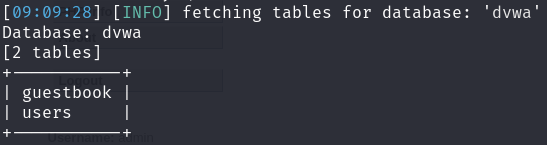 [09:09:28] [INFO] fetching tables for database: 'dvwa'
Database: dvwa
[2 tables]
+-----------+
| guestbook |
| users     |
+-----------+